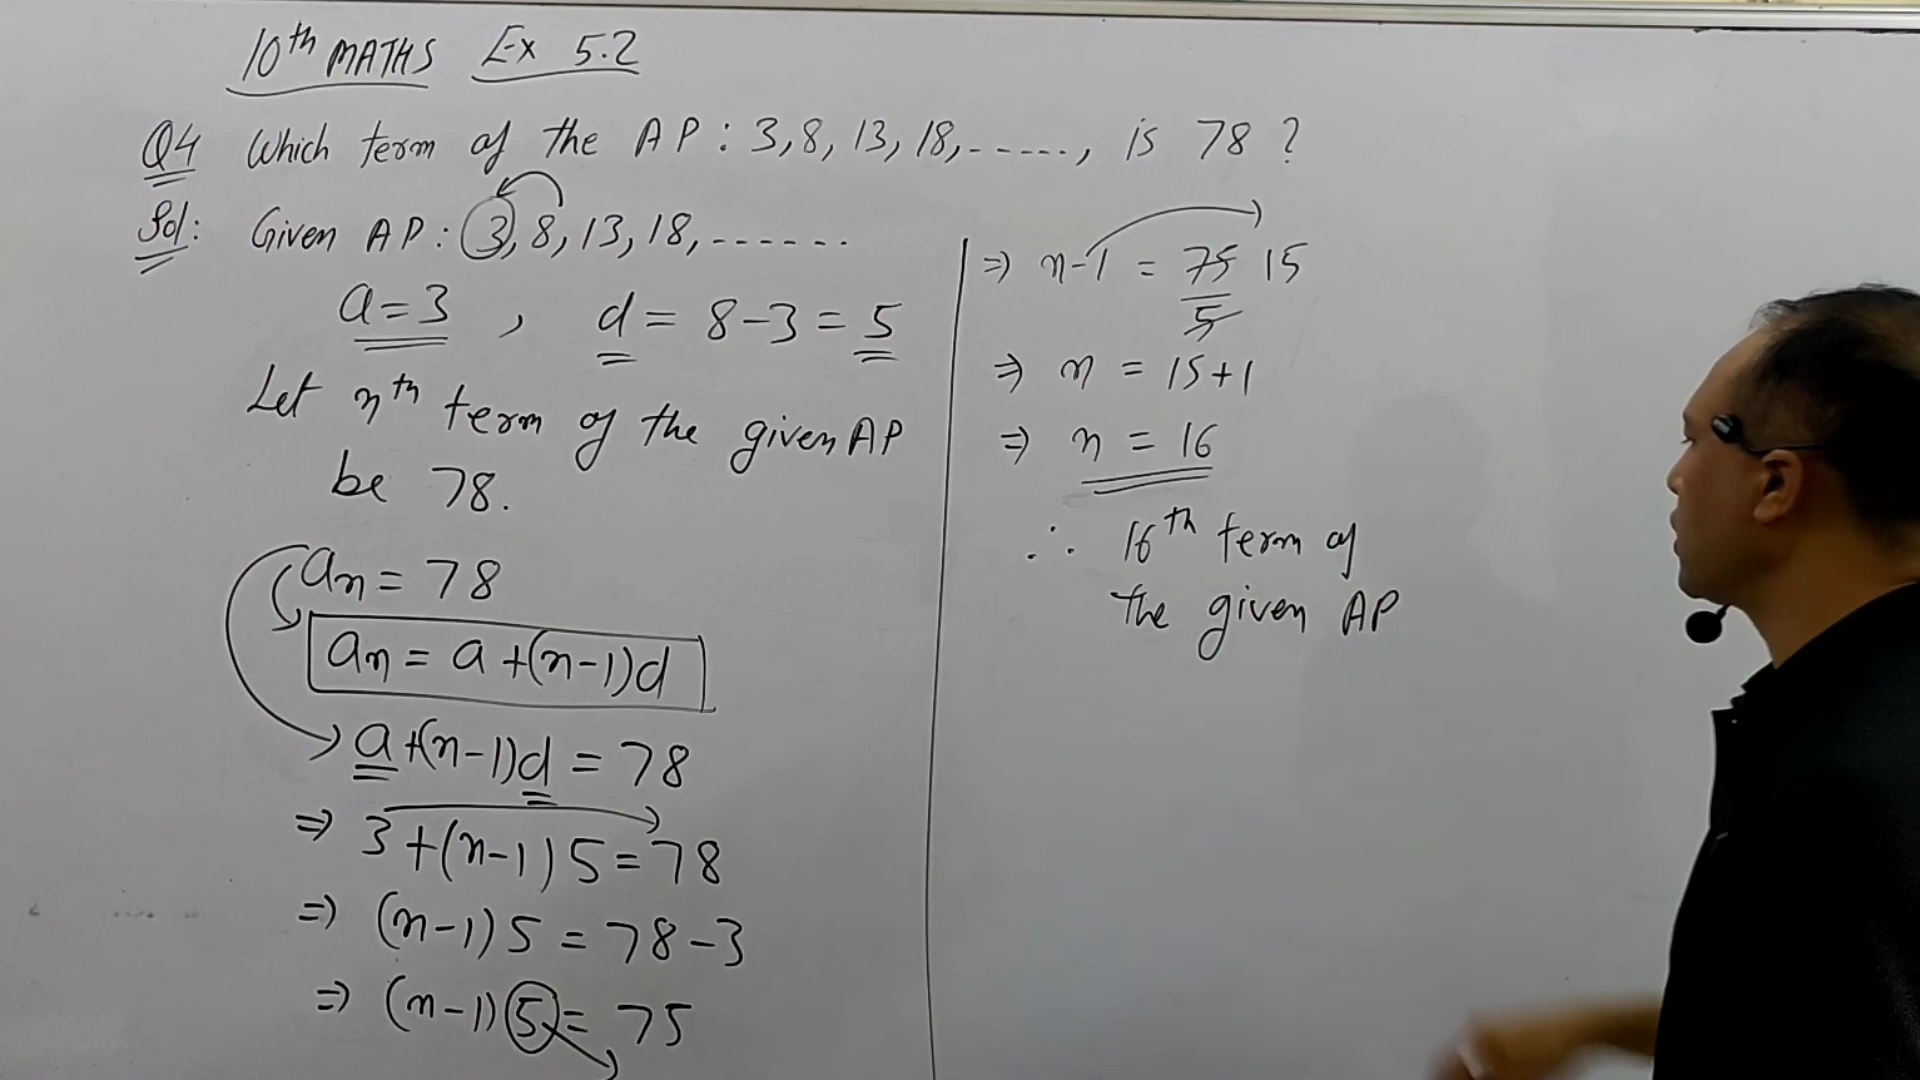 10th MATHS Ex 5.2
Q4 Which term of the AP: 3, 8, 13, 18, ......, is 78?
Sol: Given AP: 3, 8, 13, 18, .......
a=3, d = 8-3 = 5
Let nth term of the given AP
be 78.
an = 78
an = a+(n-1)d
a+(n-1)d = 78
⇒ 3+(n-1)5 = 78
⇒ (n-1)5 = 78-3
⇒ (n-1)5 = 75
⇒ n-1 = 75/5 15
⇒ n = 15+1
⇒ n = 16
∴ 16th term of
the given AP